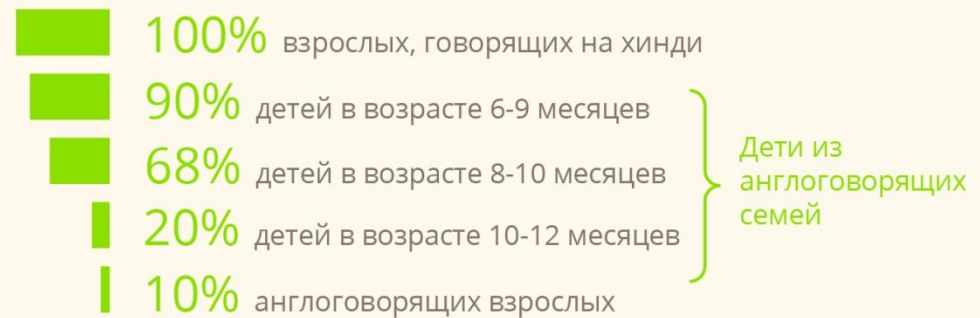 100% взрослых, говорящих на хинди
90% детей в возрасте 6-9 месяцев
68% детей в возрасте 8-10 месяцев
20% детей в возрасте 10-12 месяцев
10% англоговорящих взрослых
Дети из
англоговорящих
семей